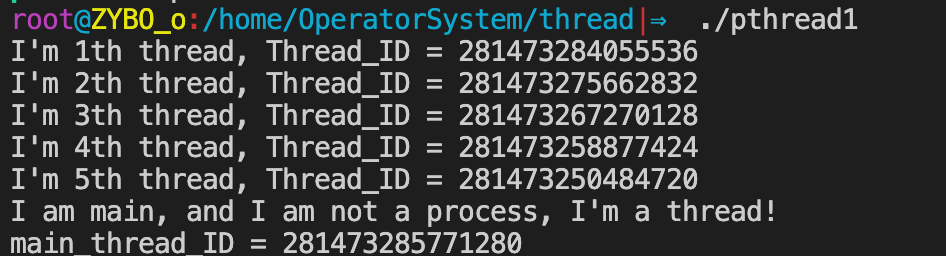 root@ZYBO_o:/home/OperatorSystem/thread|⇒  ./pthread1
I'm 1th thread, Thread_ID = 281473284055536
I'm 2th thread, Thread_ID = 281473275662832
I'm 3th thread, Thread_ID = 281473267270128
I'm 4th thread, Thread_ID = 281473258877424
I'm 5th thread, Thread_ID = 281473250484720
I am main, and I am not a process, I'm a thread!
main_thread_ID = 281473285771280